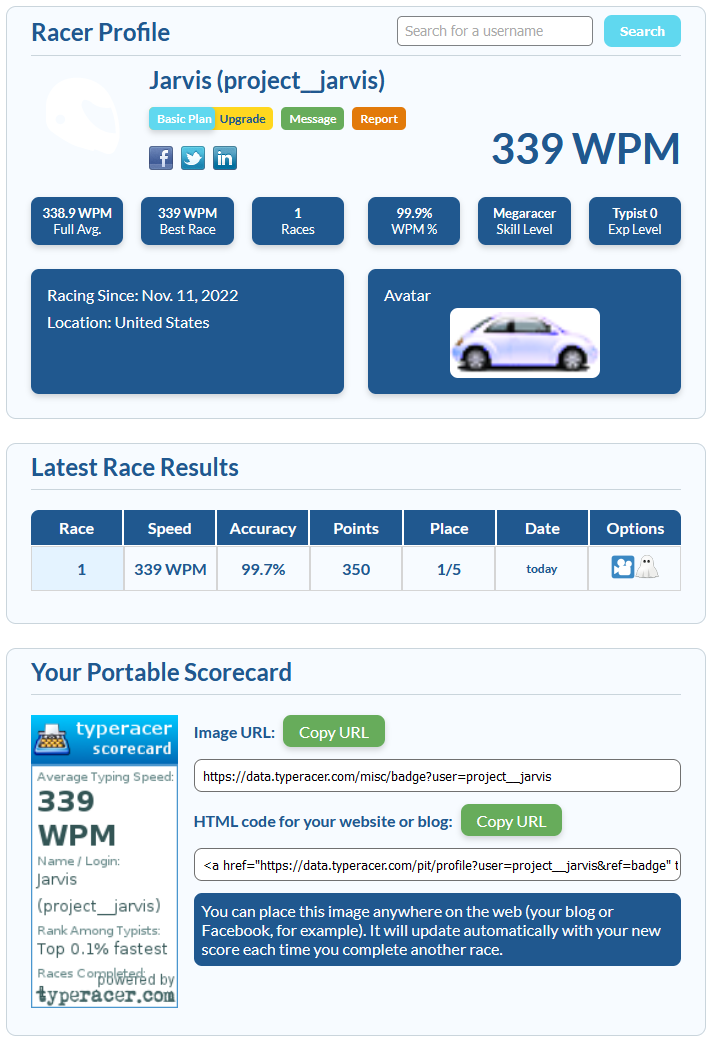 Racer Profile
Search for a username
Search
Jarvis (project__jarvis)
Basic Plan Upgrade Message Report
339 WPM
338.9 WPM
Full Avg.
339 WPM
Best Race
1
Races
99.9%
WPM %
Megaracer
Skill Level
Typist 0
Exp Level
Racing Since: Nov. 11, 2022
Location: United States
Avatar
Latest Race Results
Race Speed Accuracy Points Place Date Options
1 339 WPM 99.7% 350 1/5 today
Your Portable Scorecard
typeracer
scorecard
Average Typing Speed:
339
WPM
Name / Login:
Jarvis
(project__jarvis)
Rank Among Typists:
Top 0.1% fastest
Races Completed:
powered by
typeracer.com
Image URL: Copy URL
https://data.typeracer.com/misc/badge?user=project__jarvis
HTML code for your website or blog: Copy URL
<a href="https://data.typeracer.com/pit/profile?user=project__jarvis&ref=badge" t
You can place this image anywhere on the web (your blog or
Facebook, for example). It will update automatically with your new
score each time you complete another race.